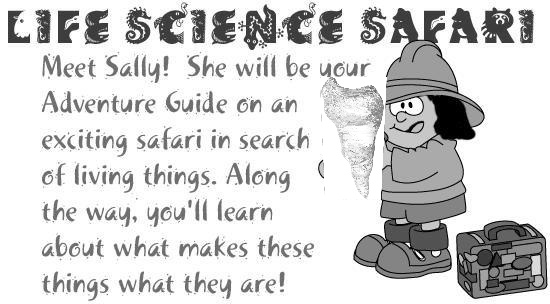 LIFE SCIENCE SAFARI
Meet Sally! She will be your
Adventure Guide on an
exciting safari in search
of living things. Along
the way, you'll learn
about what makes these
things what they are!